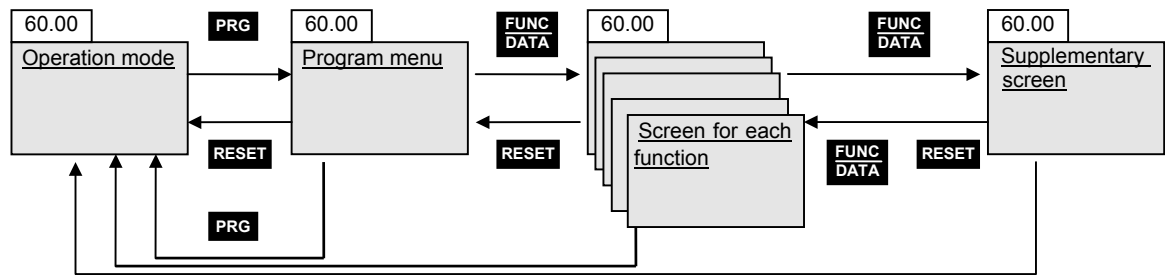 60.00
PRG
60.00
FUNC
DATA
60.00
FUNC
DATA
60.00
Operation mode
Program menu
Supplementary
screen
Screen for each
function
RESET
RESET
FUNC
DATA
RESET
PRG